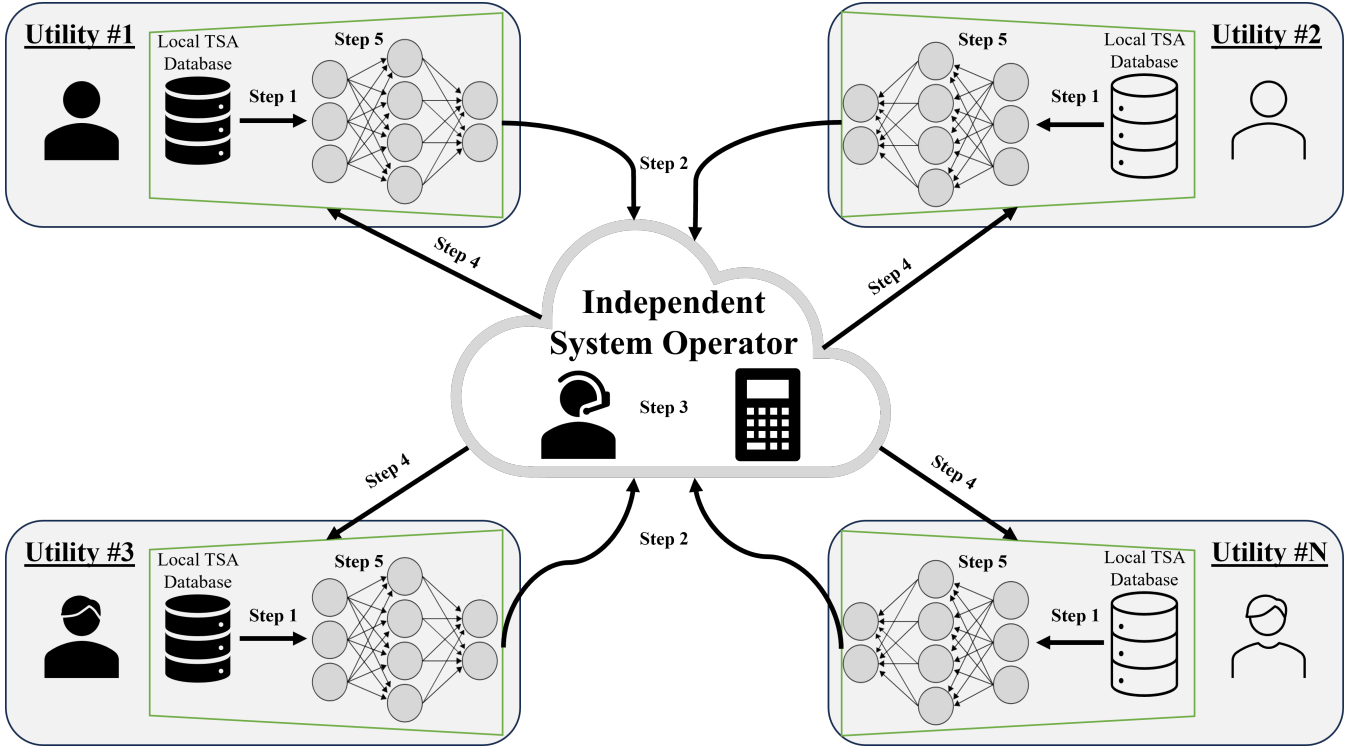 Utility #1
Local TSA
Database
Step 5
Step 1
Step 5
Local TSA
Database
Step 1
Utility #2
Step 2
Step 4
Step 4
Independent
System Operator
Step 3
Step 4
Step 4
Step 2
Utility #3
Local TSA
Database
Step 5
Step 1
Step 5
Local TSA
Database
Step 1
Utility #N